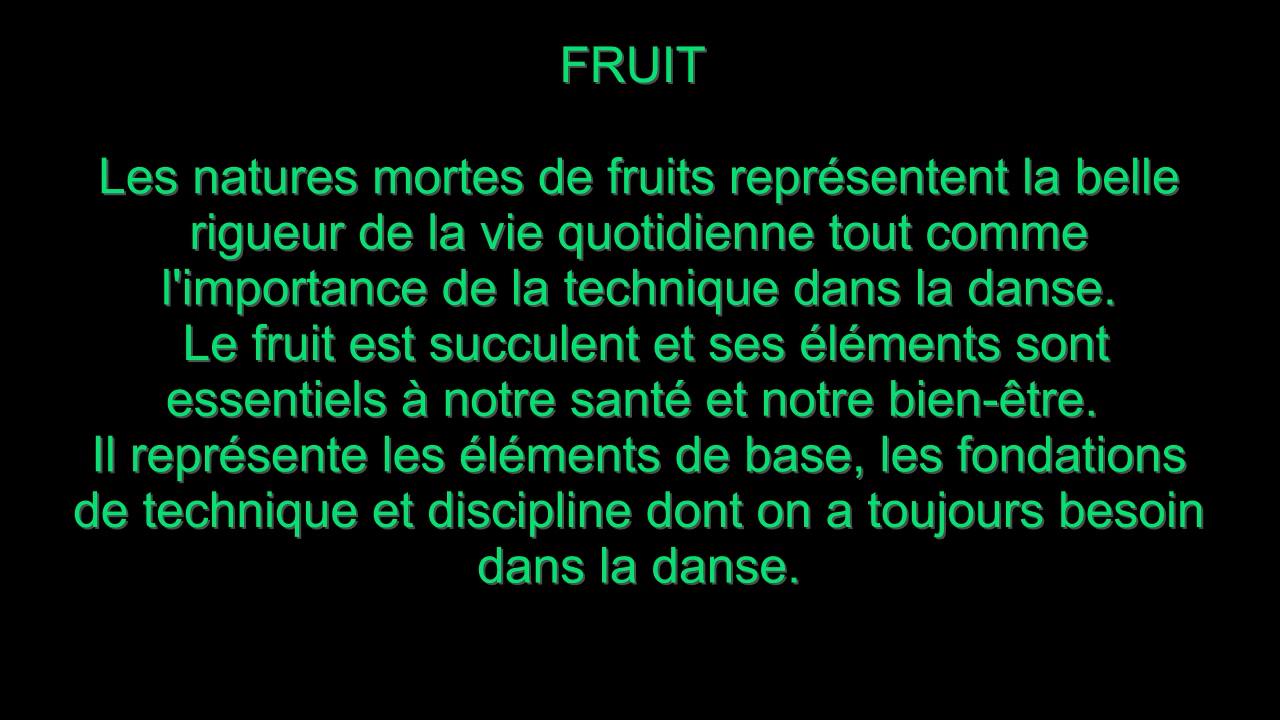 FRUIT
Les natures mortes de fruits représentent la belle
rigueur de la vie quotidienne tout comme
l'importance de la technique dans la danse.
Le fruit est succulent et ses éléments sont
essentiels à notre santé et notre bien-être.
Il représente les éléments de base, les fondations
de technique et discipline dont on a toujours besoin
dans la danse.